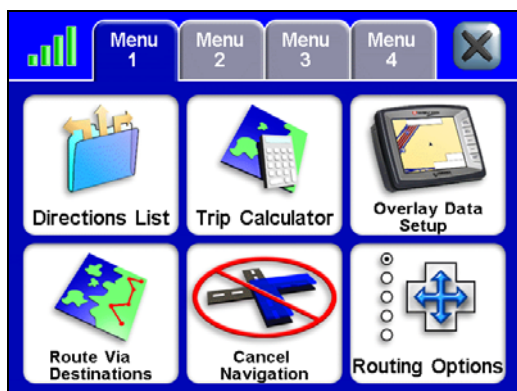 Menu
1
Menu
2
Menu
3
Menu
4
Directions List
Trip Calculator
Overlay Data
Setup
Route Via
Destinations
Cancel
Navigation
Routing Options